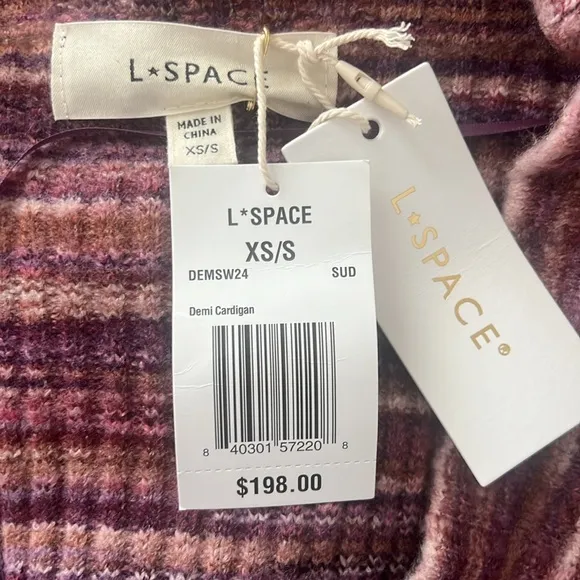 L★SPACE
MADE IN
CHINA
XS/S
L*SPACE
XS/S
DEMSW24 SUD
Demi Cardigan
8 40301 57220 8
$198.00
L★SPACE®